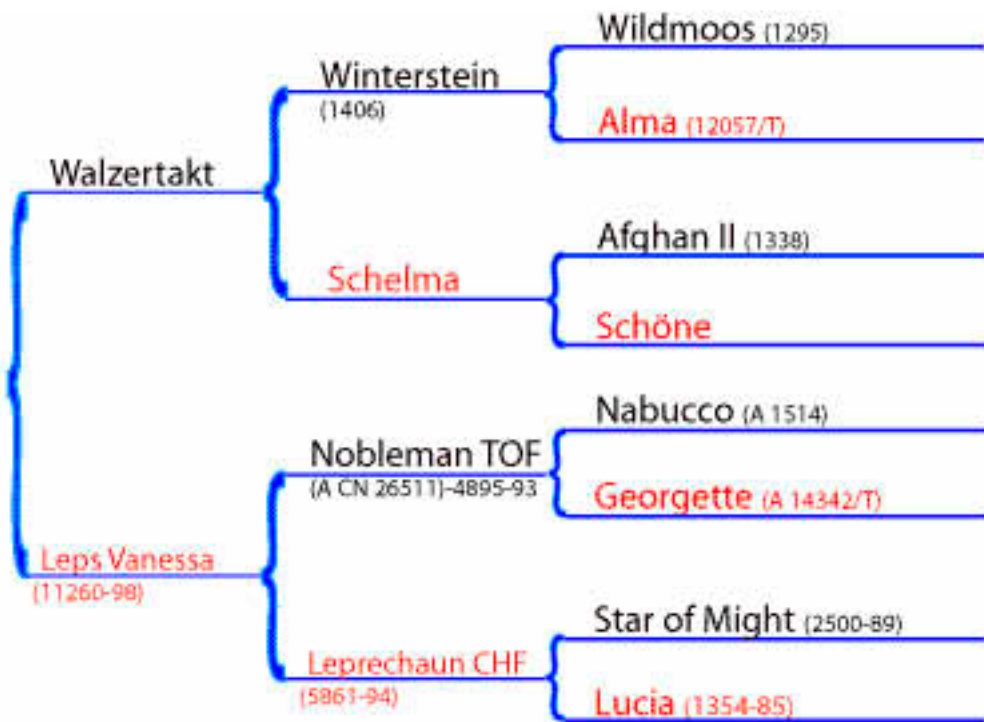 Wildmoos (1295)
Winterstein
(1406)
Alma (12057/T)
Walzertakt
Afghan II (1338)
Schelma
Schöne
Nabucco (A 1514)
Nobleman TOF
(A CN 26511)-4895-93
Georgette (A 14342/T)
Leps Vanessa
(11260-98)
Star of Might (2500-89)
Leprechaun CHF
(5861-94)
Lucia (1354-85)